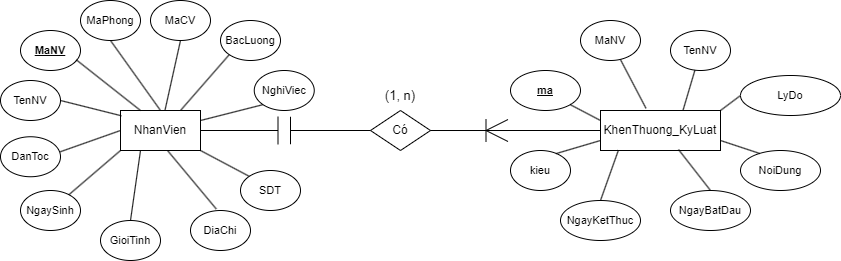 MaPhong
MaCV
BacLuong
MaNV
NghiViec
TenNV
NhanVien
DanToc
NgaySinh
GioiTinh
DiaChi
SDT
(1, n)
Có
MaNV
TenNV
ma
LyDo
KhenThuong_KyLuat
kieu
NoiDung
NgayKetThuc
NgayBatDau